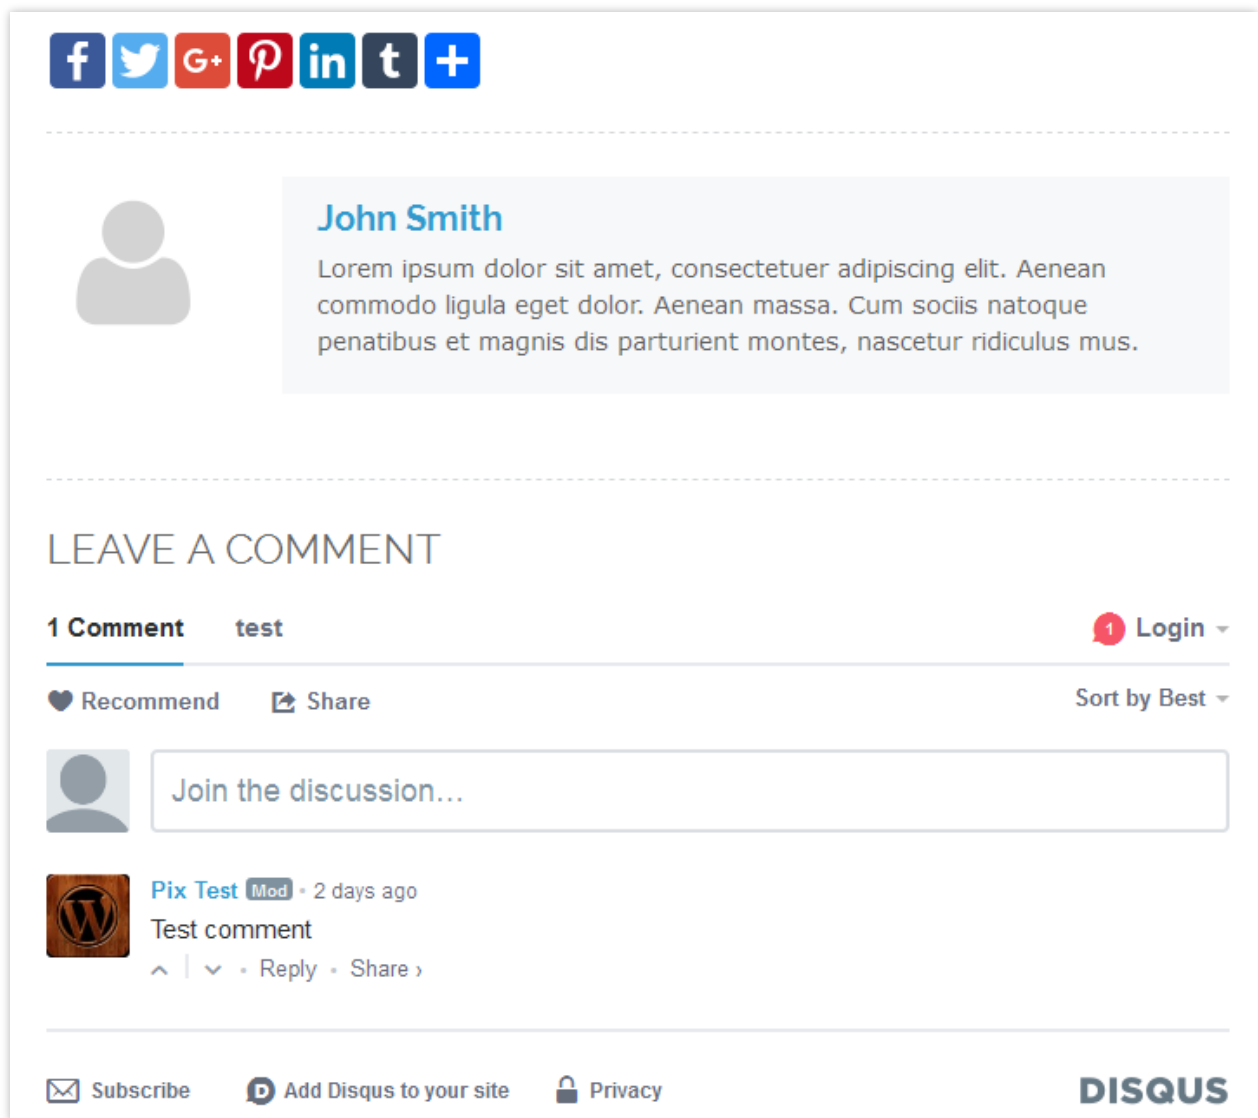 f G+ P in t +
John Smith
Lorem ipsum dolor sit amet, consectetuer adipiscing elit. Aenean
commodo ligula eget dolor. Aenean massa. Cum sociis natoque
penatibus et magnis dis parturient montes, nascetur ridiculus mus.
LEAVE A COMMENT
1 Comment test 1 Login
Recommend Share Sort by Best
Join the discussion...
Pix Test Mod • 2 days ago
Test comment
• Reply • Share ›
Subscribe D Add Disqus to your site Privacy DISQUS